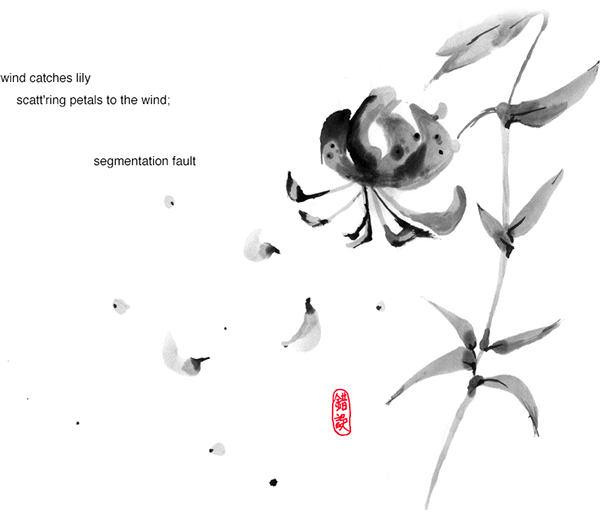 wind catches lily
scatt'ring petals to the wind;
segmentation fault
錯誤